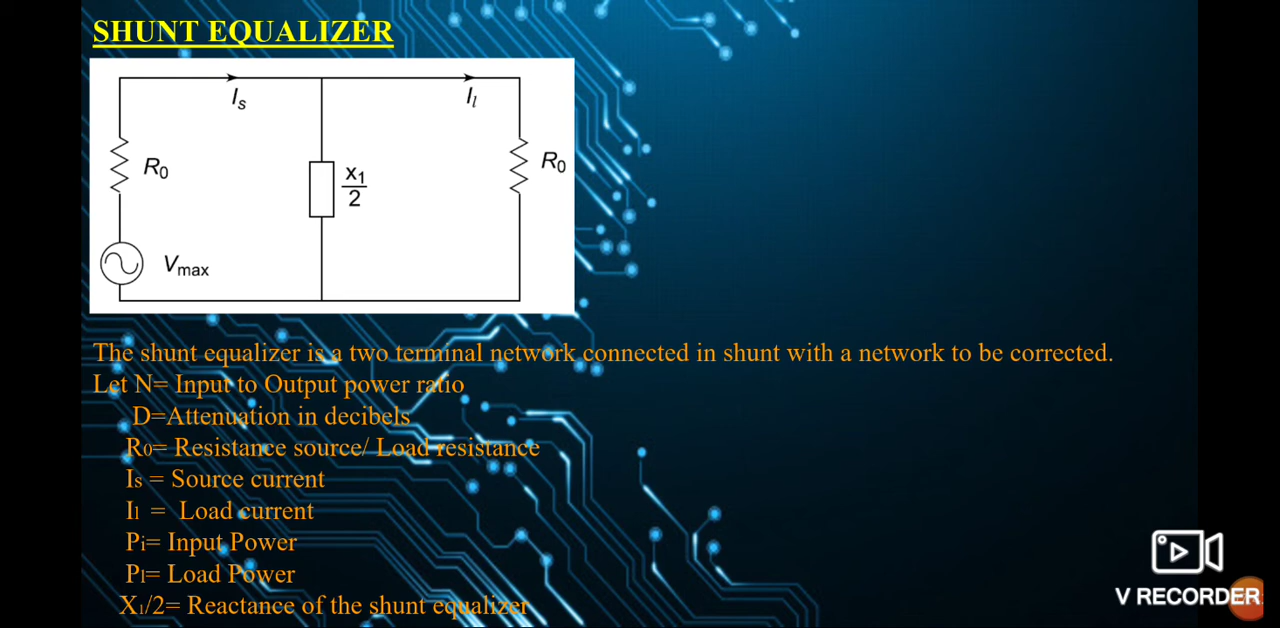 SHUNT EQUALIZER
Is
Il
R0
x1/2
R0
Vmax
The shunt equalizer is a two terminal network connected in shunt with a network to be corrected.
Let N= Input to Output power ratio
D=Attenuation in decibels
R0= Resistance source/ Load resistance
Is = Source current
Il = Load current
Pi= Input Power
Pl= Load Power
X1/2= Reactance of the shunt equalizer
V RECORDER